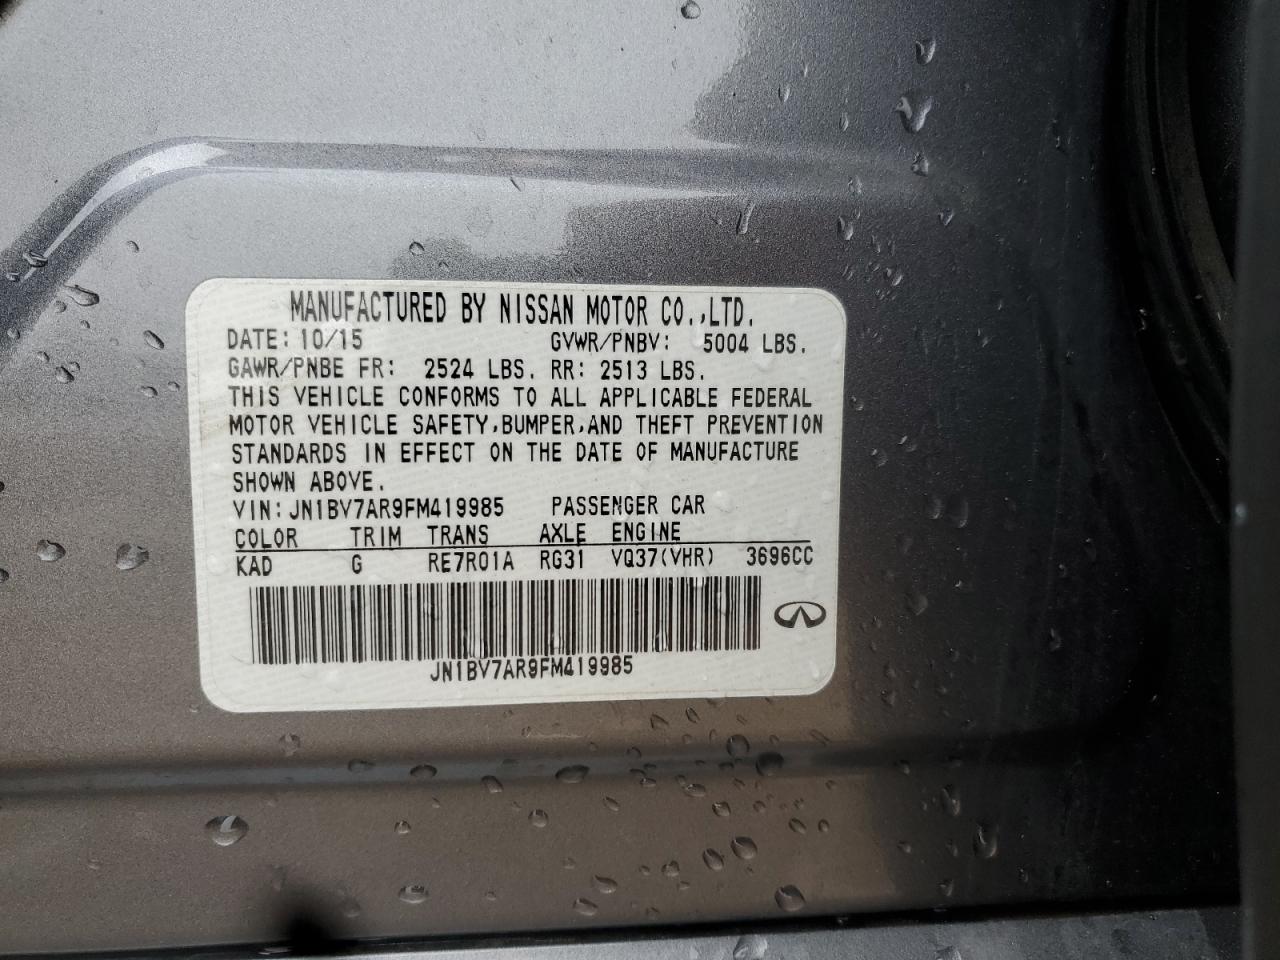 MANUFACTURED BY NISSAN MOTOR CO.,LTD.
DATE: 10/15 GVWR/PNBV: 5004 LBS.
GAWR/PNBE FR: 2524 LBS. RR: 2513 LBS.
THIS VEHICLE CONFORMS TO ALL APPLICABLE FEDERAL
MOTOR VEHICLE SAFETY,BUMPER,AND THEFT PREVENTION
STANDARDS IN EFFECT ON THE DATE OF MANUFACTURE
SHOWN ABOVE.
VIN: JN1BV7AR9FM419985 PASSENGER CAR
COLOR TRIM TRANS AXLE ENGINE
KAD G RE7R01A RG31 VQ37(VHR) 3696CC
JN1BV7AR9FM419985